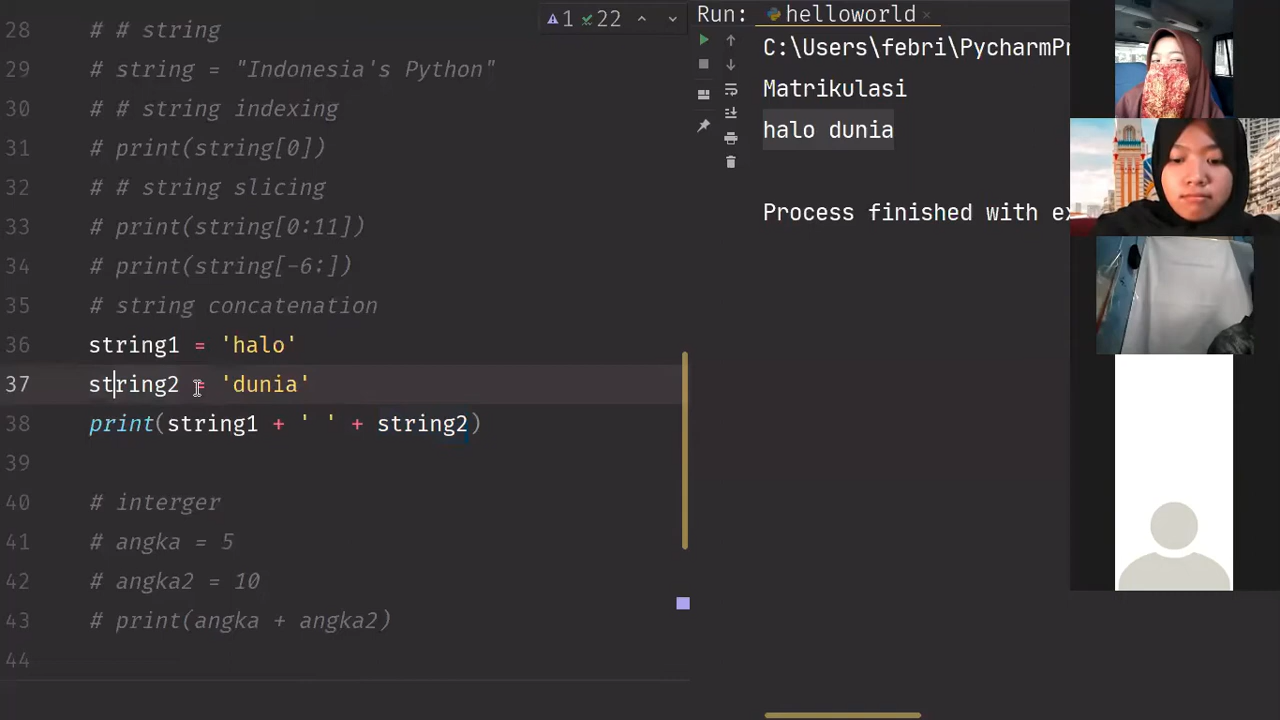 28 # # string
29 # string = "Indonesia's Python"
30 # # string indexing
31 # print(string[0])
32 # # string slicing
33 # print(string[0:11])
34 # print(string[-6:])
35 # string concatenation
36 string1 = 'halo'
37 string2 = 'dunia'
38 print(string1 + ' ' + string2)
39
40 # interger
41 # angka = 5
42 # angka2 = 10
43 # print(angka + angka2)
44
1 22
Run: helloworld ×
C:\Users\febri\PycharmPr
Matrikulasi
halo dunia
Process finished with ex